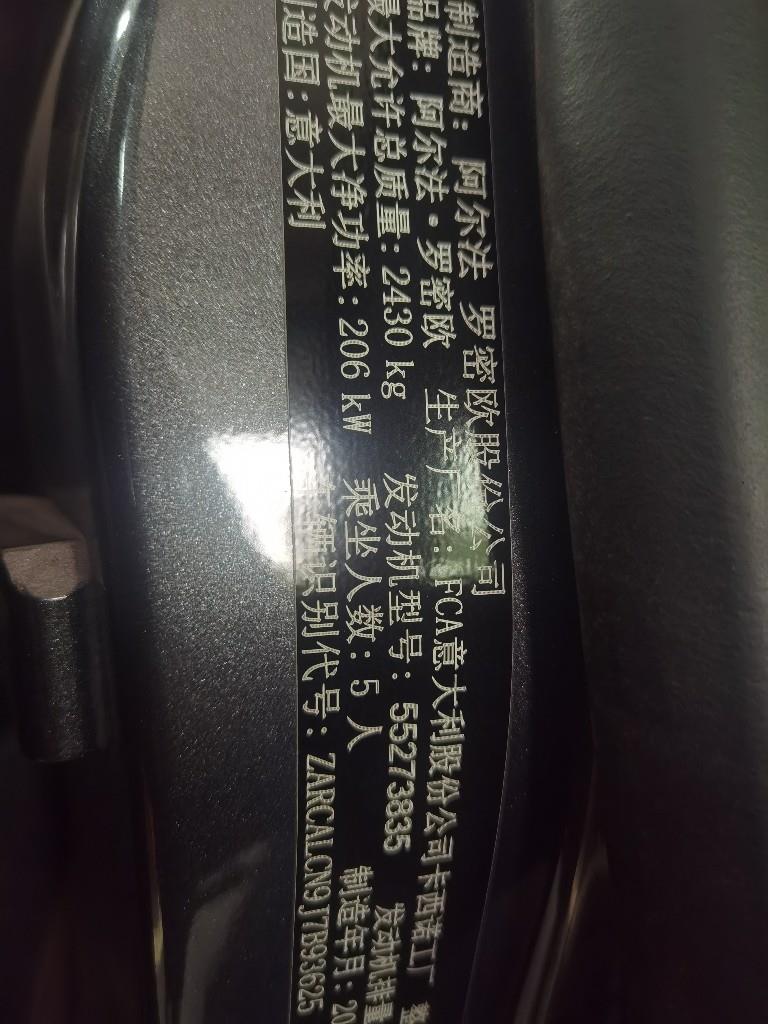 制造商: 阿尔法 罗密欧股份公司
品牌: 阿尔法·罗密欧 生产厂名: FCA意大利股份公司卡西诺工厂 整
最大允许总质量: 2430 kg 发动机型号: 55273835 发动机排量
发动机最大净功率: 206 kW 乘坐人数: 5 人 制造年月: 20
制造国: 意大利 车辆识别代号: ZARCALCN9J7B93625